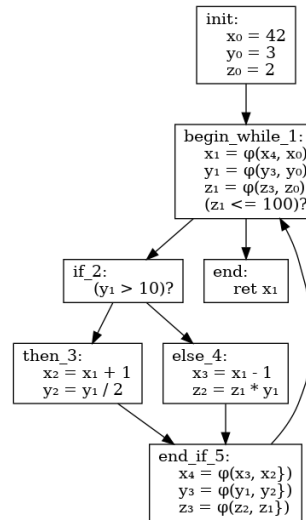 init:
x₀ = 42
y₀ = 3
z₀ = 2
begin_while_1:
x₁ = φ(x₄, x₀)
y₁ = φ(y₃, y₀)
z₁ = φ(z₃, z₀)
(z₁ <= 100)?
if_2:
(y₁ > 10)?
end:
ret x₁
then_3:
x₂ = x₁ + 1
y₂ = y₁ / 2
else_4:
x₃ = x₁ - 1
z₂ = z₁ * y₁
end_if_5:
x₄ = φ(x₃, x₂})
y₃ = φ(y₁, y₂})
z₃ = φ(z₂, z₁})